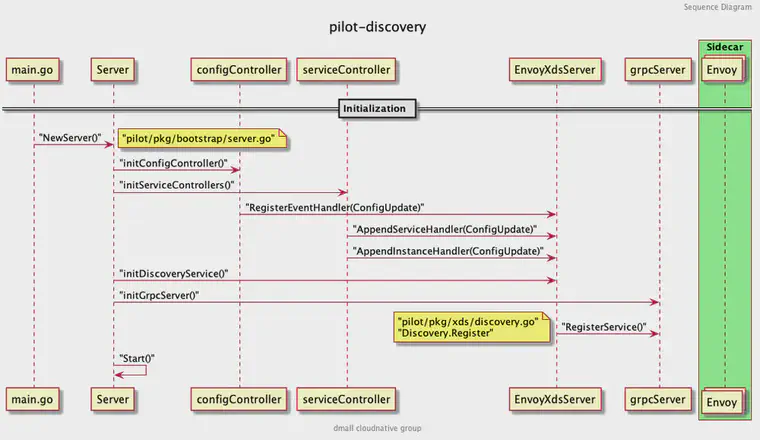 Sequence Diagram
pilot-discovery
Sidecar
main.go
Server
configController
serviceController
EnvoyXdsServer
grpcServer
Envoy
Initialization
"NewServer()"
"pilot/pkg/bootstrap/server.go"
"initConfigController()"
"initServiceControllers()"
"RegisterEventHandler(ConfigUpdate)"
"AppendServiceHandler(ConfigUpdate)"
"AppendInstanceHandler(ConfigUpdate)"
"initDiscoveryService()"
"initGrpcServer()"
"pilot/pkg/xds/discovery.go"
"Discovery.Register"
"RegisterService()"
"Start()"
main.go
Server
configController
serviceController
EnvoyXdsServer
grpcServer
Envoy
dmall cloudnative group